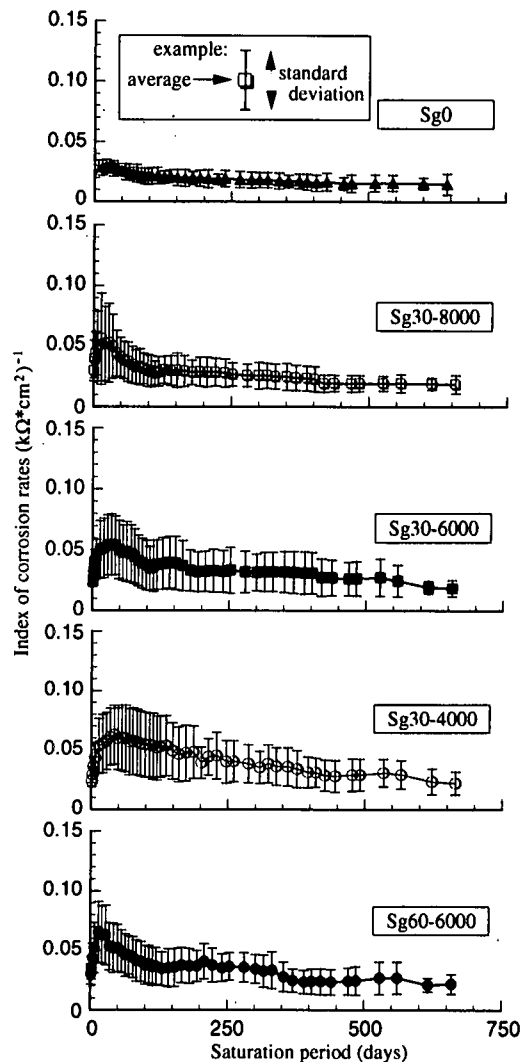 0.15
example:
average
standard
deviation
0.10
Sg0
0.05
0
0.15
0.10
Sg30-8000
0.05
0
0.15
0.10
Sg30-6000
0.05
0
0.15
0.10
Sg30-4000
0.05
0
0.15
0.10
Sg60-6000
0.05
0
0 250 500 750
Saturation period (days)
Index of corrosion rates (kΩ*cm²)⁻¹